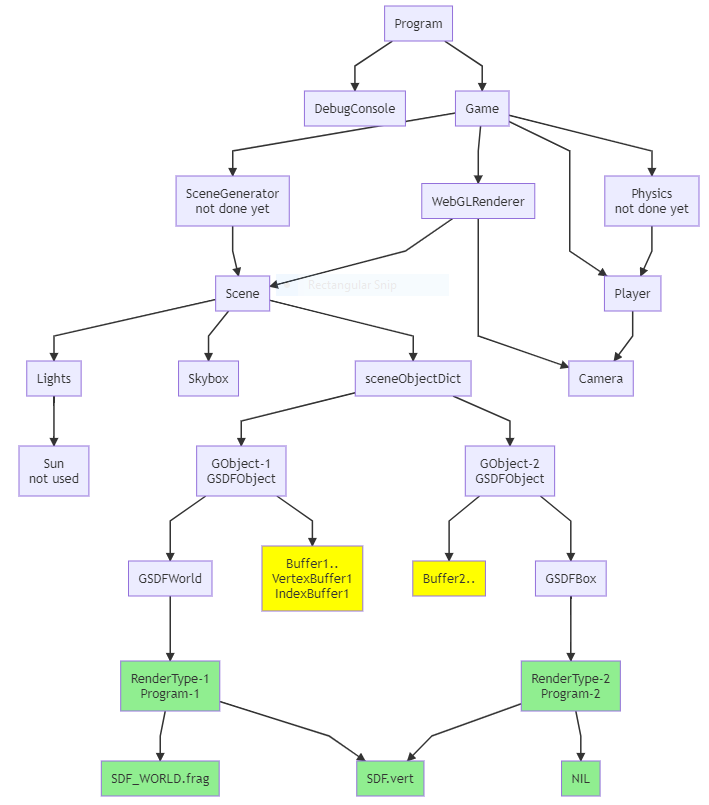 Program
DebugConsole
Game
SceneGenerator
not done yet
WebGLRenderer
Physics
not done yet
Scene
Rectangular Snip
Player
Lights
Skybox
sceneObjectDict
Camera
Sun
not used
GObject-1
GSDFObject
GObject-2
GSDFObject
GSDFWorld
Buffer1..
VertexBuffer1
IndexBuffer1
Buffer2..
GSDFBox
RenderType-1
Program-1
RenderType-2
Program-2
SDF_WORLD.frag
SDF.vert
NIL